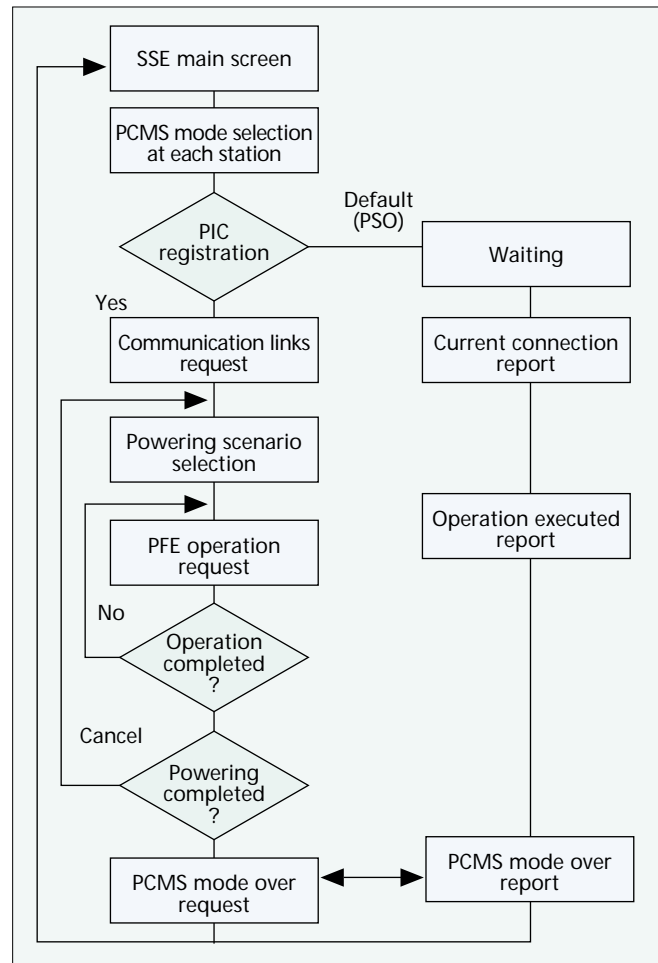 SSE main screen
PCMS mode selection
at each station
Default
(PSO)
PIC
registration
Waiting
Yes
Communication links
request
Current connection
report
Powering scenario
selection
PFE operation
request
Operation executed
report
No
Operation
completed
?
Cancel
Powering
completed
?
PCMS mode over
request
PCMS mode over
report